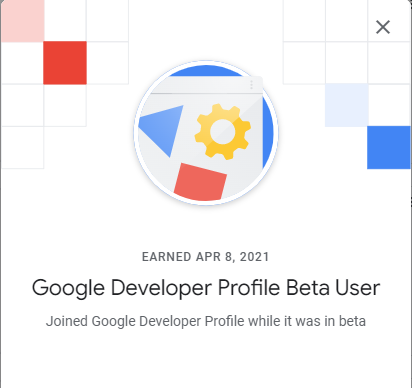 EARNED APR 8, 2021
Google Developer Profile Beta User
Joined Google Developer Profile while it was in beta